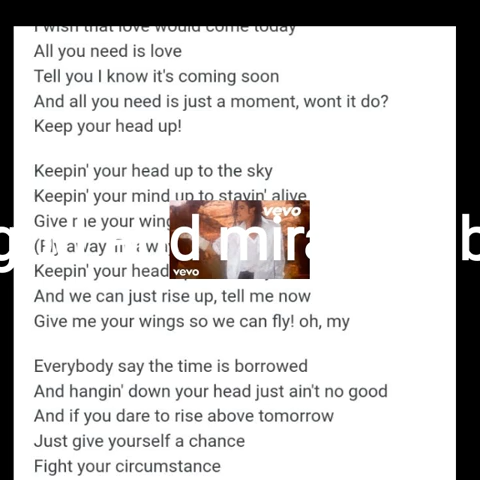 I wish that love would come today
All you need is love
Tell you I know it's coming soon
And all you need is just a moment, wont it do?
Keep your head up!
Keepin' your head up to the sky
Keepin' your mind up to stayin' alive
Give me your wing
vevo
d mira
vevo
Keepin' your head
And we can just rise up, tell me now
Give me your wings so we can fly! oh, my
Everybody say the time is borrowed
And hangin' down your head just ain't no good
And if you dare to rise above tomorrow
Just give yourself a chance
Fight your circumstance